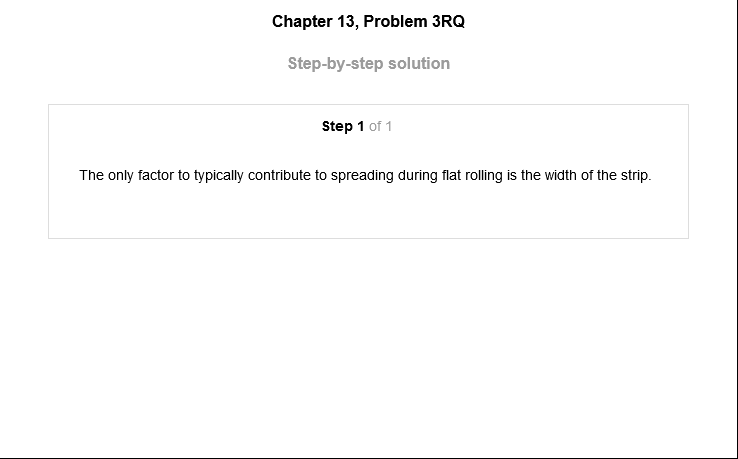 Chapter 13, Problem 3RQ
Step-by-step solution
Step 1 of 1
The only factor to typically contribute to spreading during flat rolling is the width of the strip.